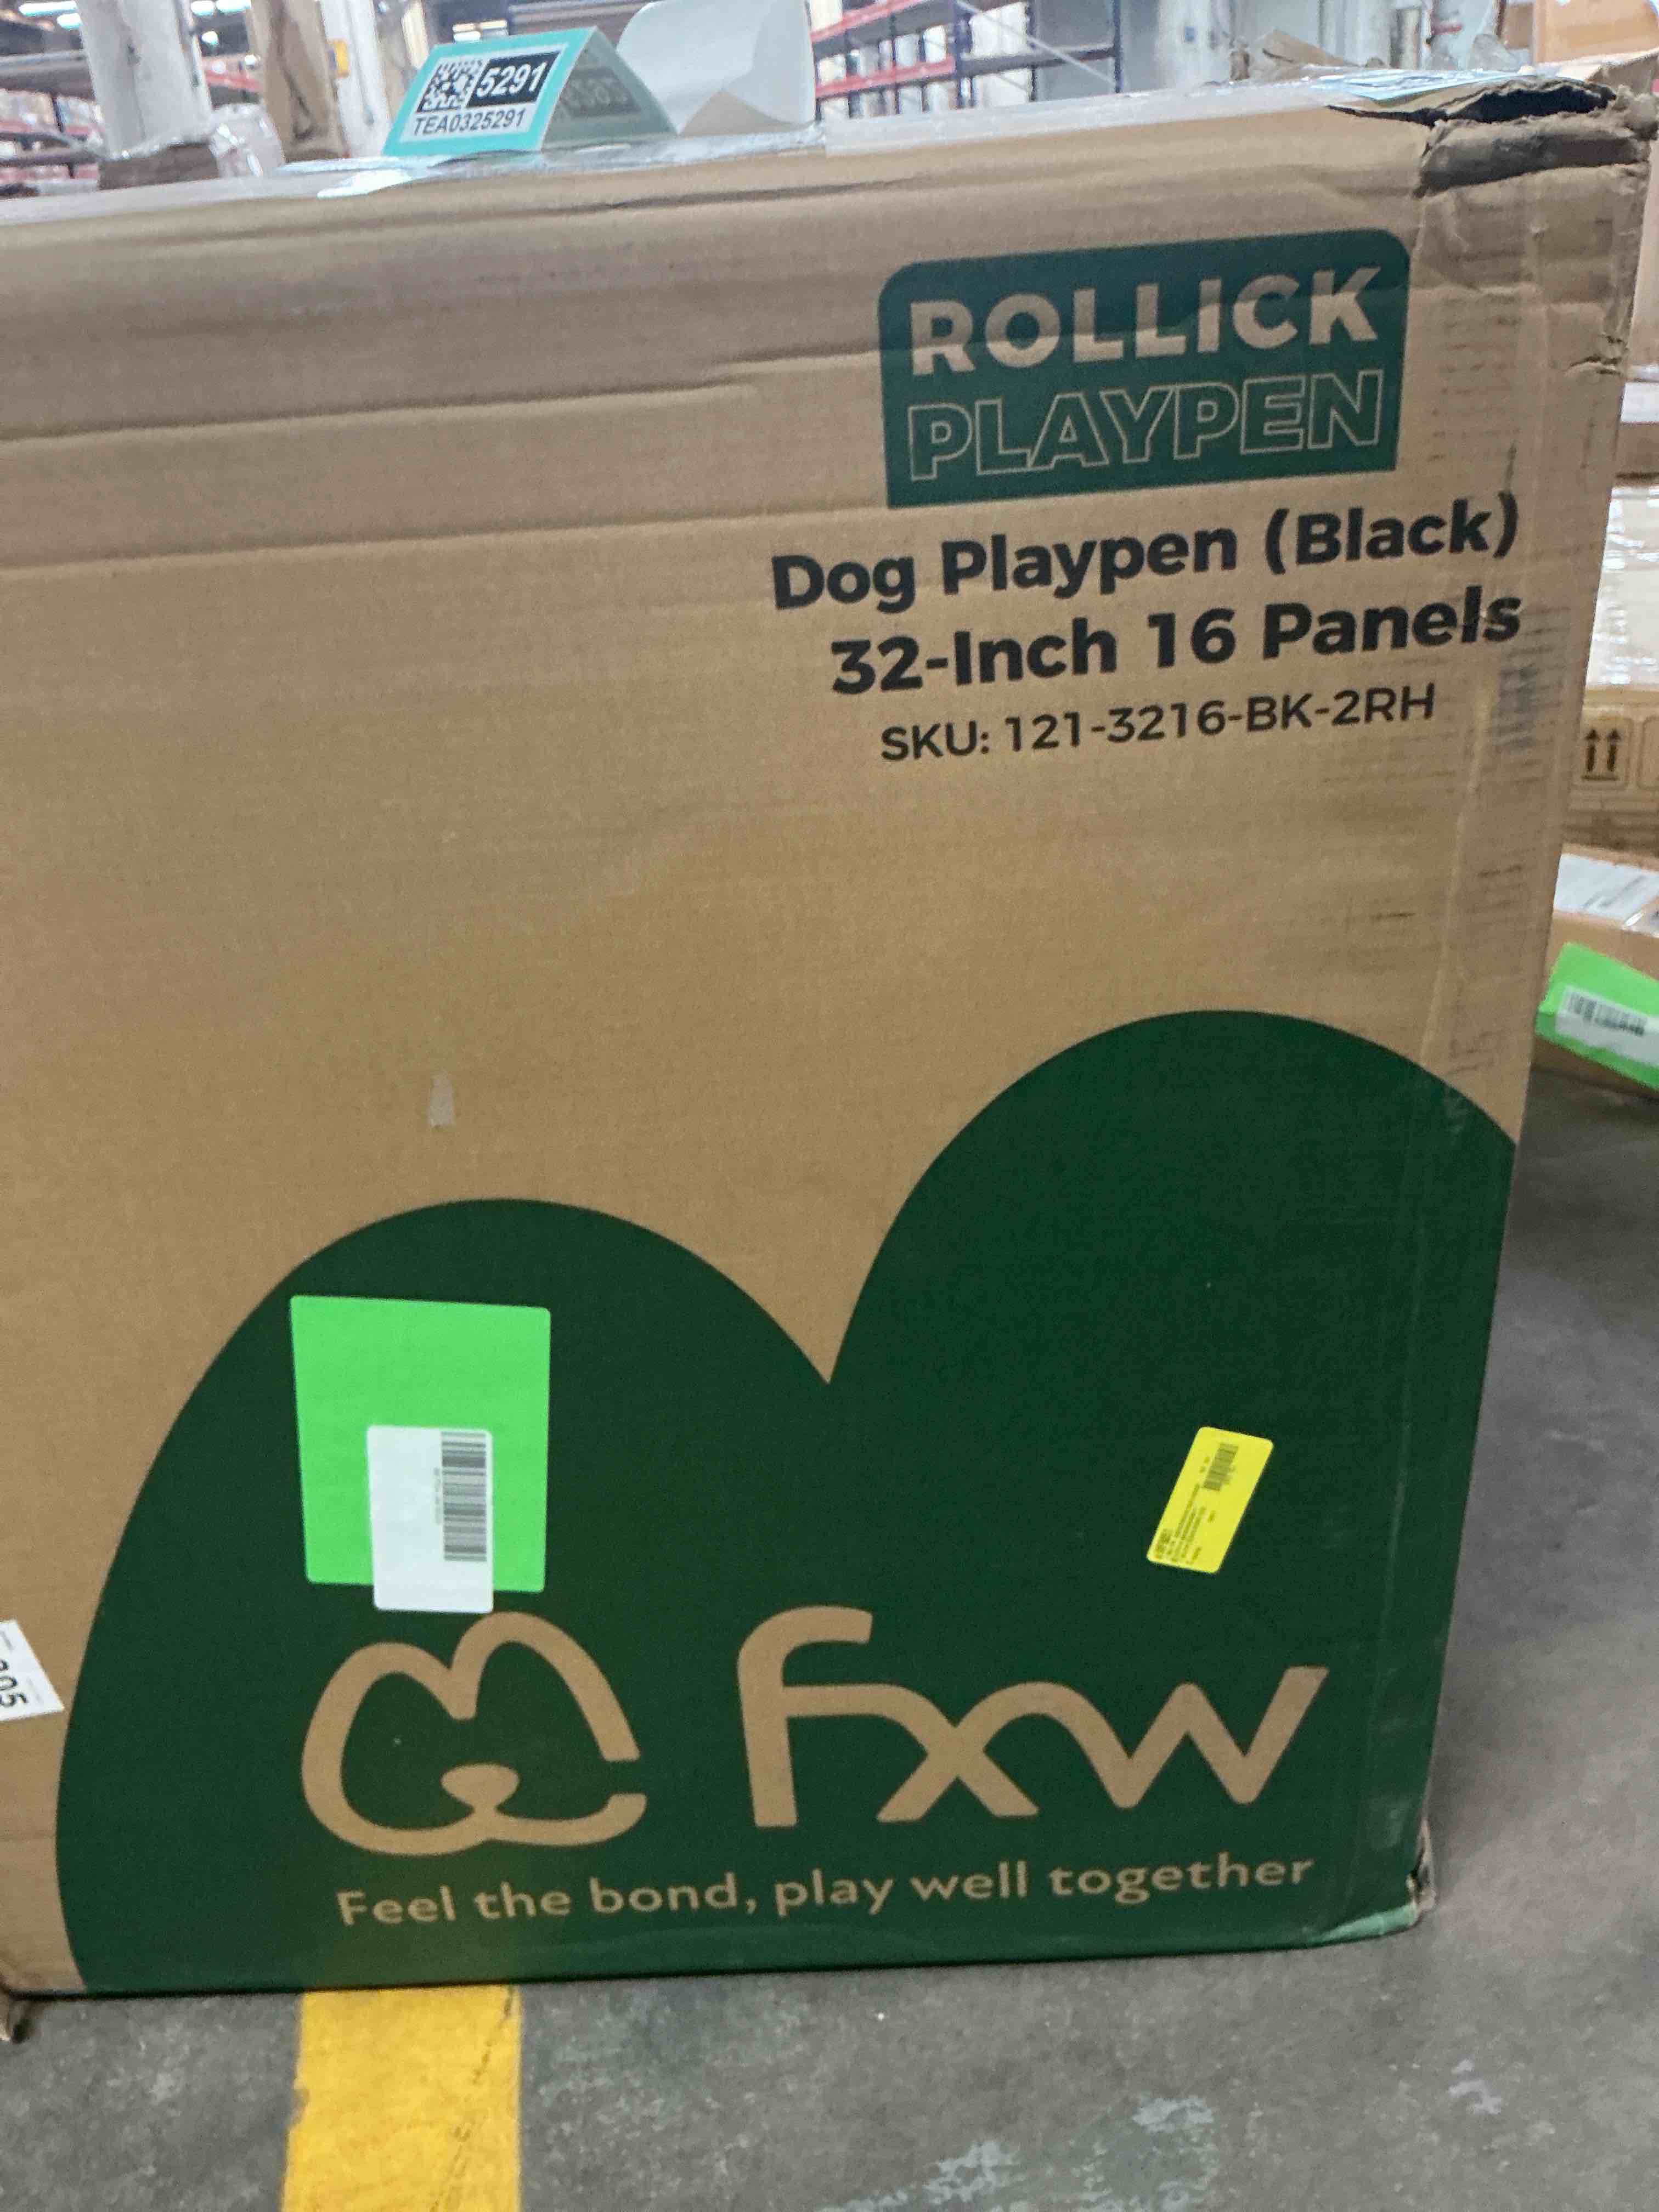 5291
TEA0325291
ROLLICK
PLAYPEN
Dog Playpen (Black)
32-Inch 16 Panels
SKU: 121-3216-BK-2RH
fxw
Feel the bond, play well together